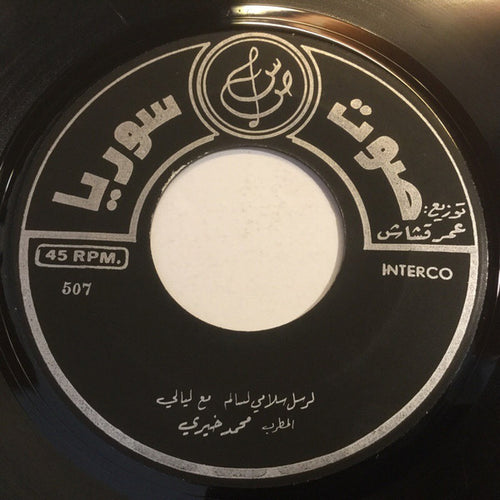 صوت سوريا
توزيع:
عمر قشاش
45 RPM.
INTERCO
507
لرسل سلامي لسالم مع ليالي
المطرب محمد خيري